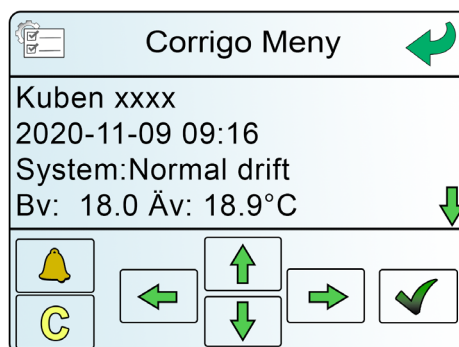 Corrigo Meny
Kuben xxxx
2020-11-09 09:16
System:Normal drift
Bv: 18.0 Äv: 18.9°C
C